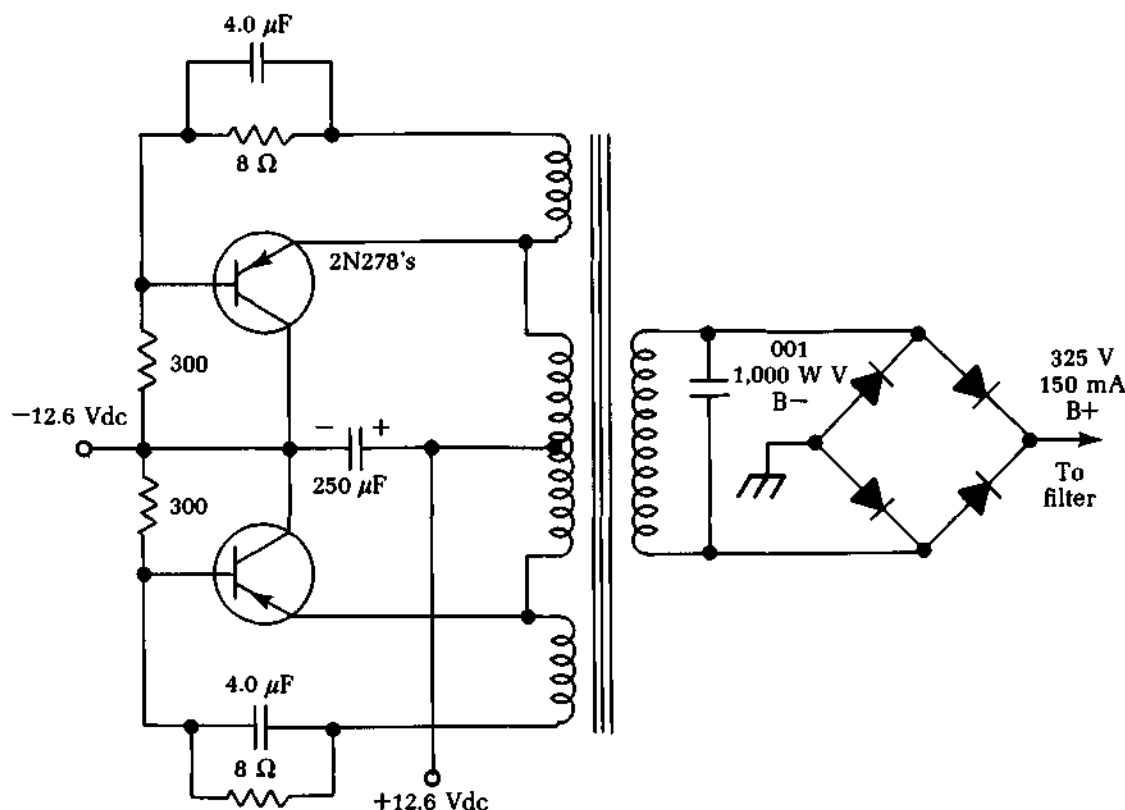 4.0 μF
8 Ω
2N278's
300
−12.6 Vdc
− +
250 μF
300
4.0 μF
8 Ω
+12.6 Vdc
001
1,000 W V
B−
325 V
150 mA
B+
To
filter